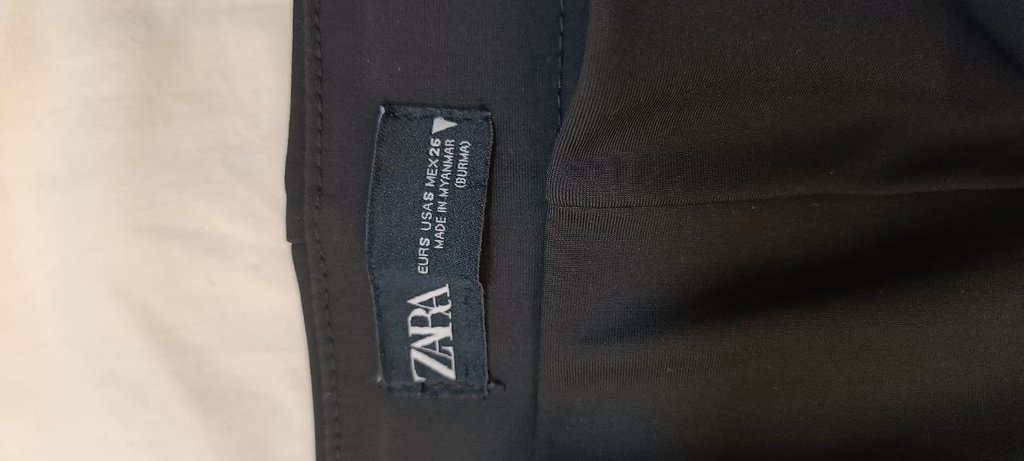 ZARA
EUR S USA S MEX 26
MADE IN MYANMAR
(BURMA)